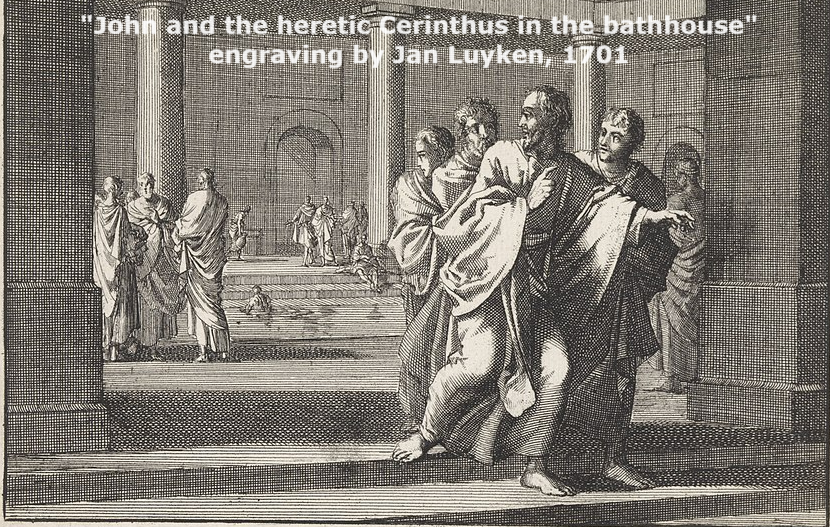 "John and the heretic Cerinthus in the bathhouse"
engraving by Jan Luyken, 1701